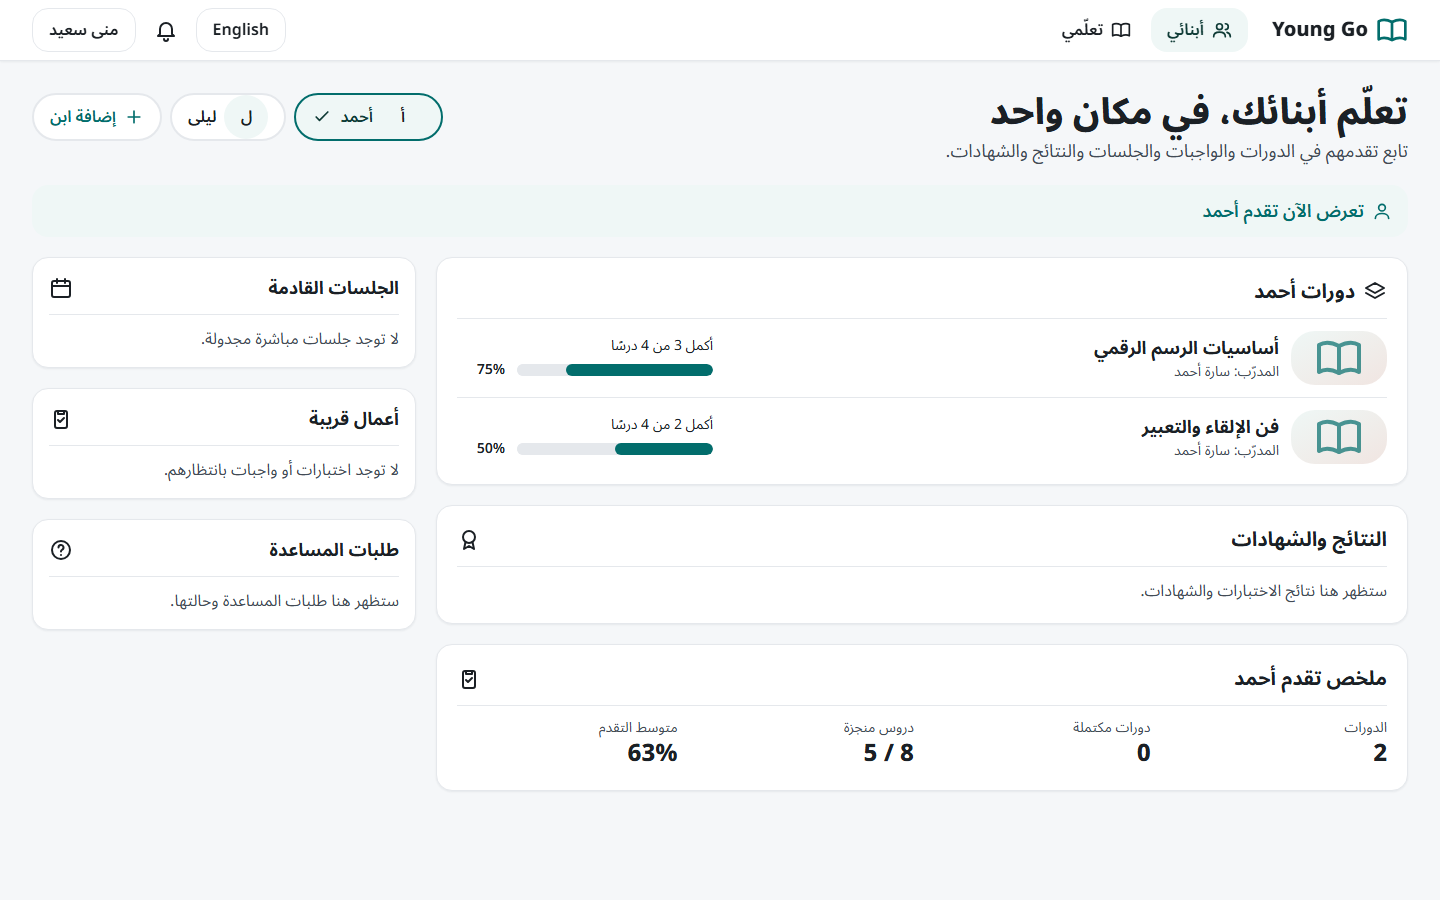 Young Go
أبنائي
تعلّمي
English
منى سعيد
تعلّم أبنائك، في مكان واحد
تابع تقدمهم في الدورات والواجبات والجلسات والنتائج والشهادات.
أ أحمد
ل ليلى
إضافة ابن
تعرض الآن تقدم أحمد
دورات أحمد
أساسيات الرسم الرقمي
المدرّب: سارة أحمد
أكمل 3 من 4 درسًا
75%
فن الإلقاء والتعبير
المدرّب: سارة أحمد
أكمل 2 من 4 درسًا
50%
النتائج والشهادات
ستظهر هنا نتائج الاختبارات والشهادات.
ملخص تقدم أحمد
الدورات
2
دورات مكتملة
0
دروس منجزة
5 / 8
متوسط التقدم
63%
الجلسات القادمة
لا توجد جلسات مباشرة مجدولة.
أعمال قريبة
لا توجد اختبارات أو واجبات بانتظارهم.
طلبات المساعدة
ستظهر هنا طلبات المساعدة وحالتها.